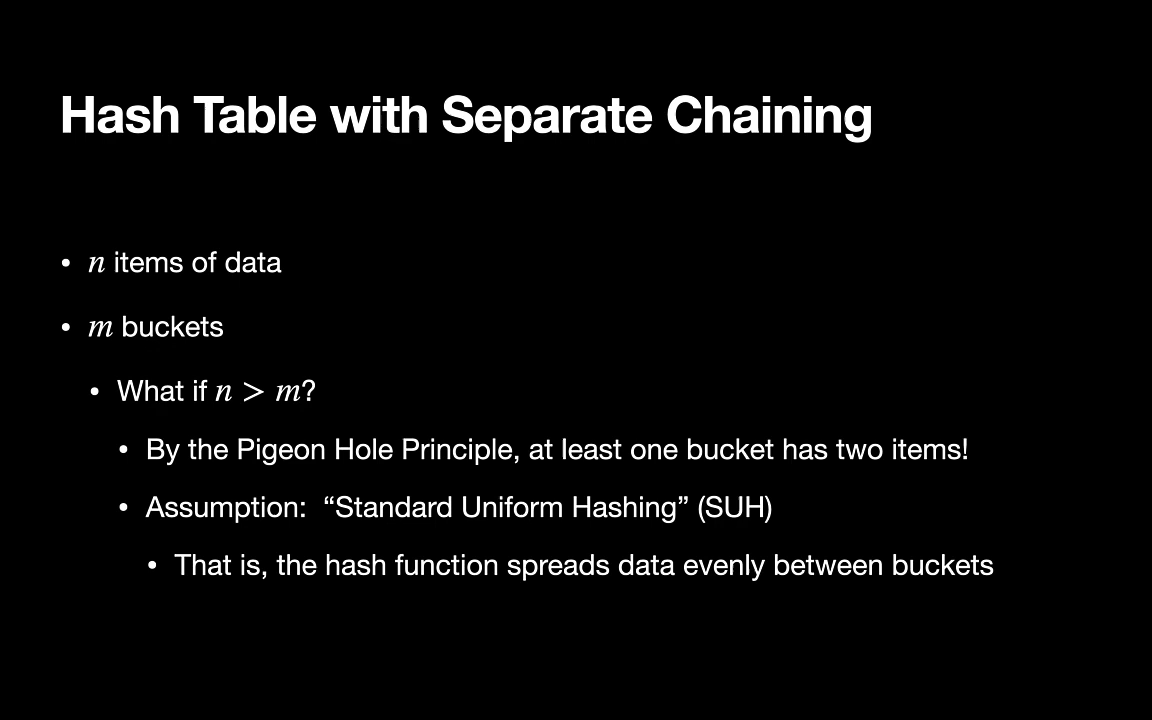 Hash Table with Separate Chaining
• n items of data
• m buckets
• What if n > m?
• By the Pigeon Hole Principle, at least one bucket has two items!
• Assumption: “Standard Uniform Hashing” (SUH)
• That is, the hash function spreads data evenly between buckets